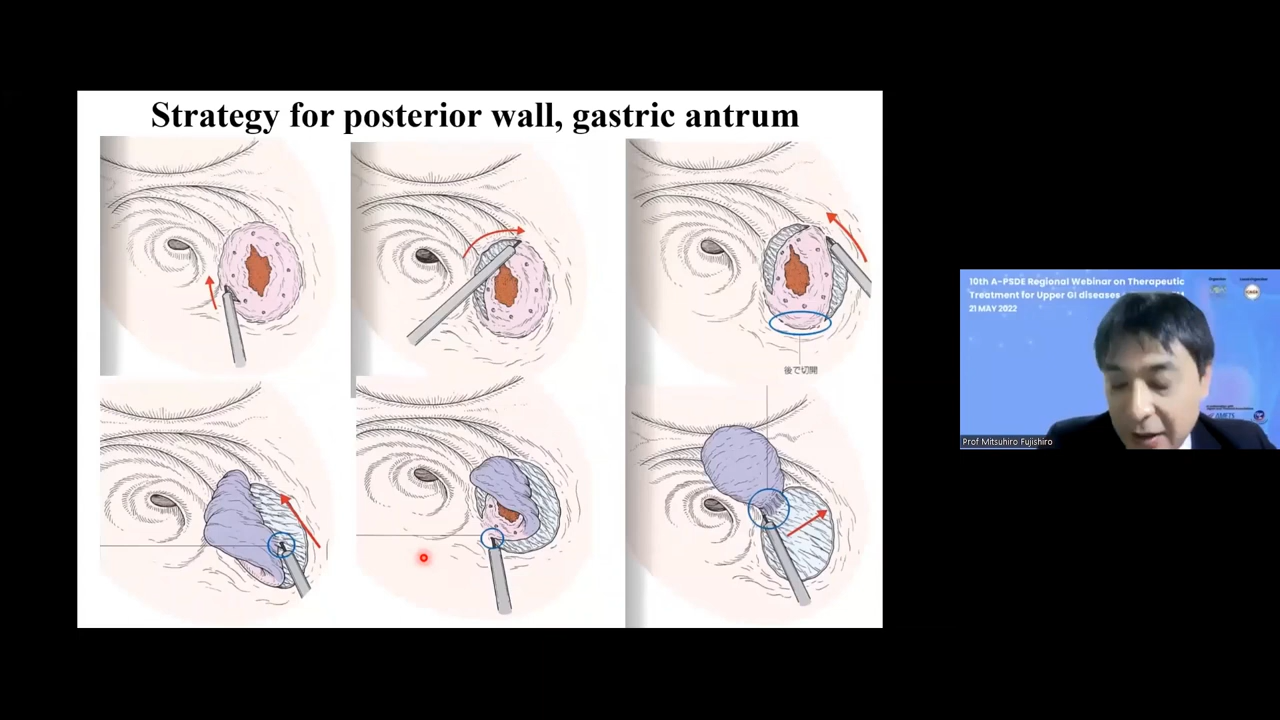 Strategy for posterior wall, gastric antrum
後で切開
10th A-PSDE Regional Webinar on Therapeutic
Treatment for Upper GI diseases
21 MAY 2022
Prof Mitsuhiro Fujishiro